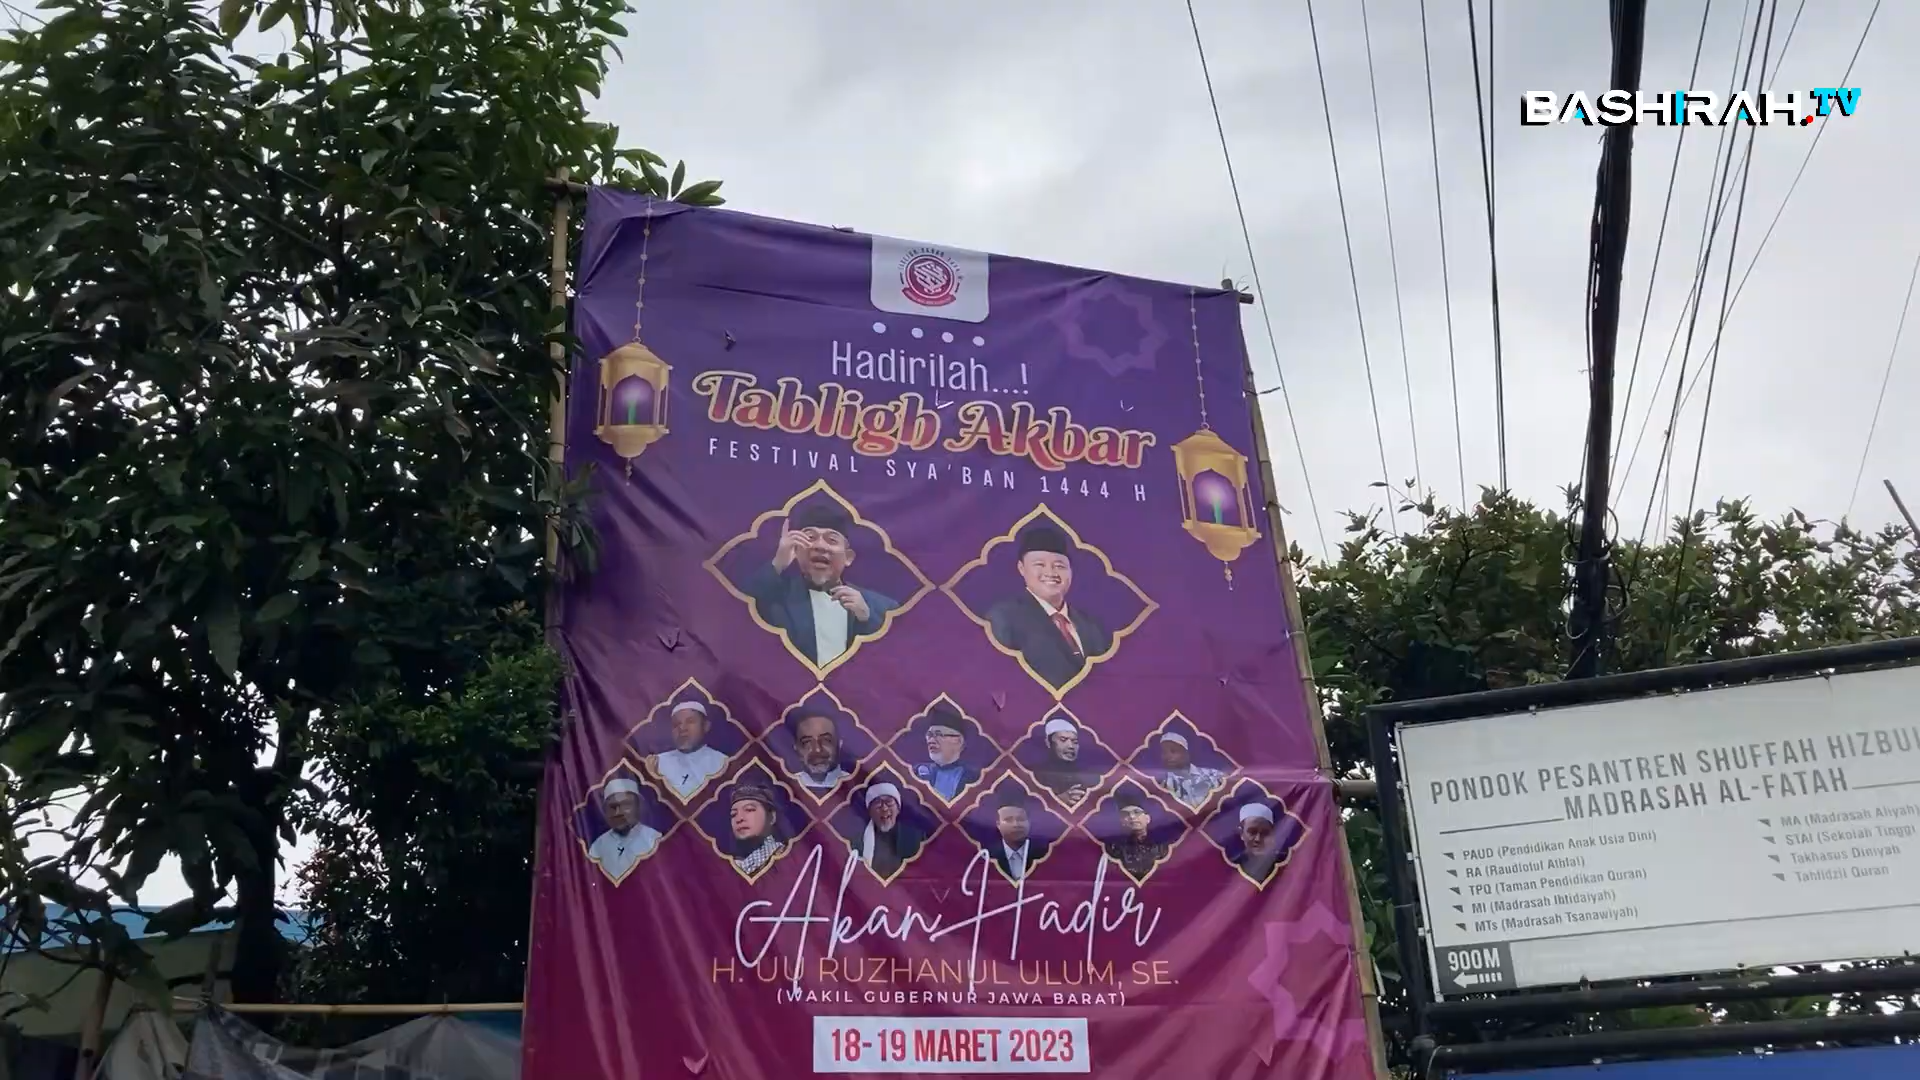 BASHIRAH.TV
Hadirilah...!
Tabligh Akbar
FESTIVAL SYA'BAN 1444 H
Akan Hadir
H. UU RUZHANUL ULUM, SE.
(WAKIL GUBERNUR JAWA BARAT)
18-19 MARET 2023
PONDOK PESANTREN SHUFFAH HIZBUL
MADRASAH AL-FATAH
PAUD (Pendidikan Anak Usia Dini)
RA (Raudlotul Athfal)
TPQ (Taman Pendidikan Quran)
MI (Madrasah Ibtidaiyah)
MTs (Madrasah Tsanawiyah)
MA (Madrasah Aliyah)
STAI (Sekolah Tinggi
Takhasus Diniyah
Tahfidzil Quran
900M